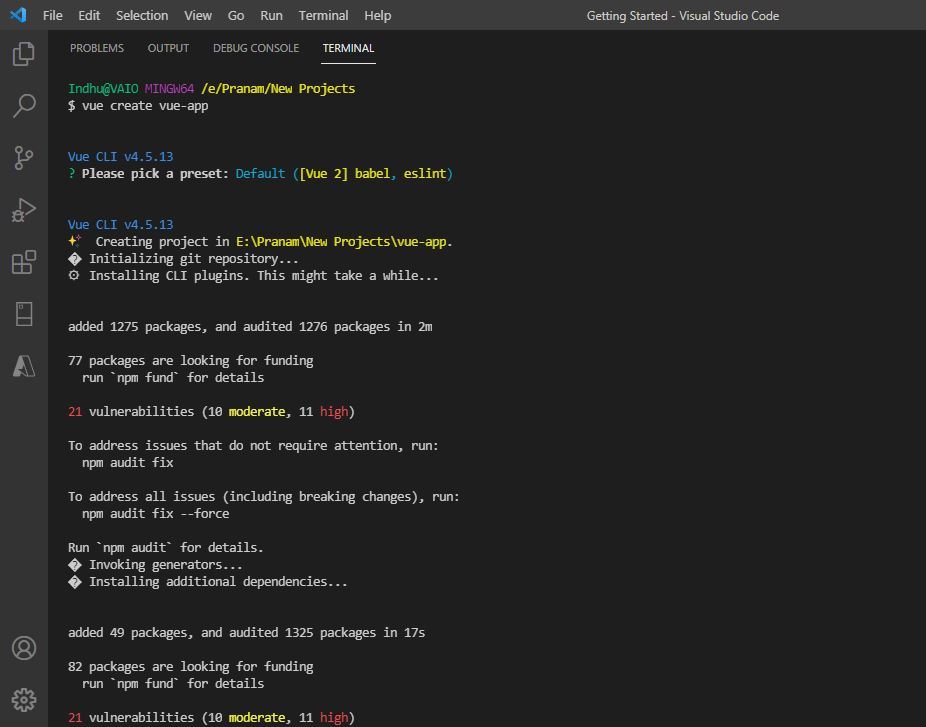 File Edit Selection View Go Run Terminal Help Getting Started - Visual Studio Code
PROBLEMS OUTPUT DEBUG CONSOLE TERMINAL
Indhu@VAIO MINGW64 /e/Pranam/New Projects
$ vue create vue-app
Vue CLI v4.5.13
? Please pick a preset: Default ([Vue 2] babel, eslint)
Vue CLI v4.5.13
✨ Creating project in E:\Pranam\New Projects\vue-app.
� Initializing git repository...
⚙ Installing CLI plugins. This might take a while...
added 1275 packages, and audited 1276 packages in 2m
77 packages are looking for funding
run `npm fund` for details
21 vulnerabilities (10 moderate, 11 high)
To address issues that do not require attention, run:
npm audit fix
To address all issues (including breaking changes), run:
npm audit fix --force
Run `npm audit` for details.
� Invoking generators...
� Installing additional dependencies...
added 49 packages, and audited 1325 packages in 17s
82 packages are looking for funding
run `npm fund` for details
21 vulnerabilities (10 moderate, 11 high)